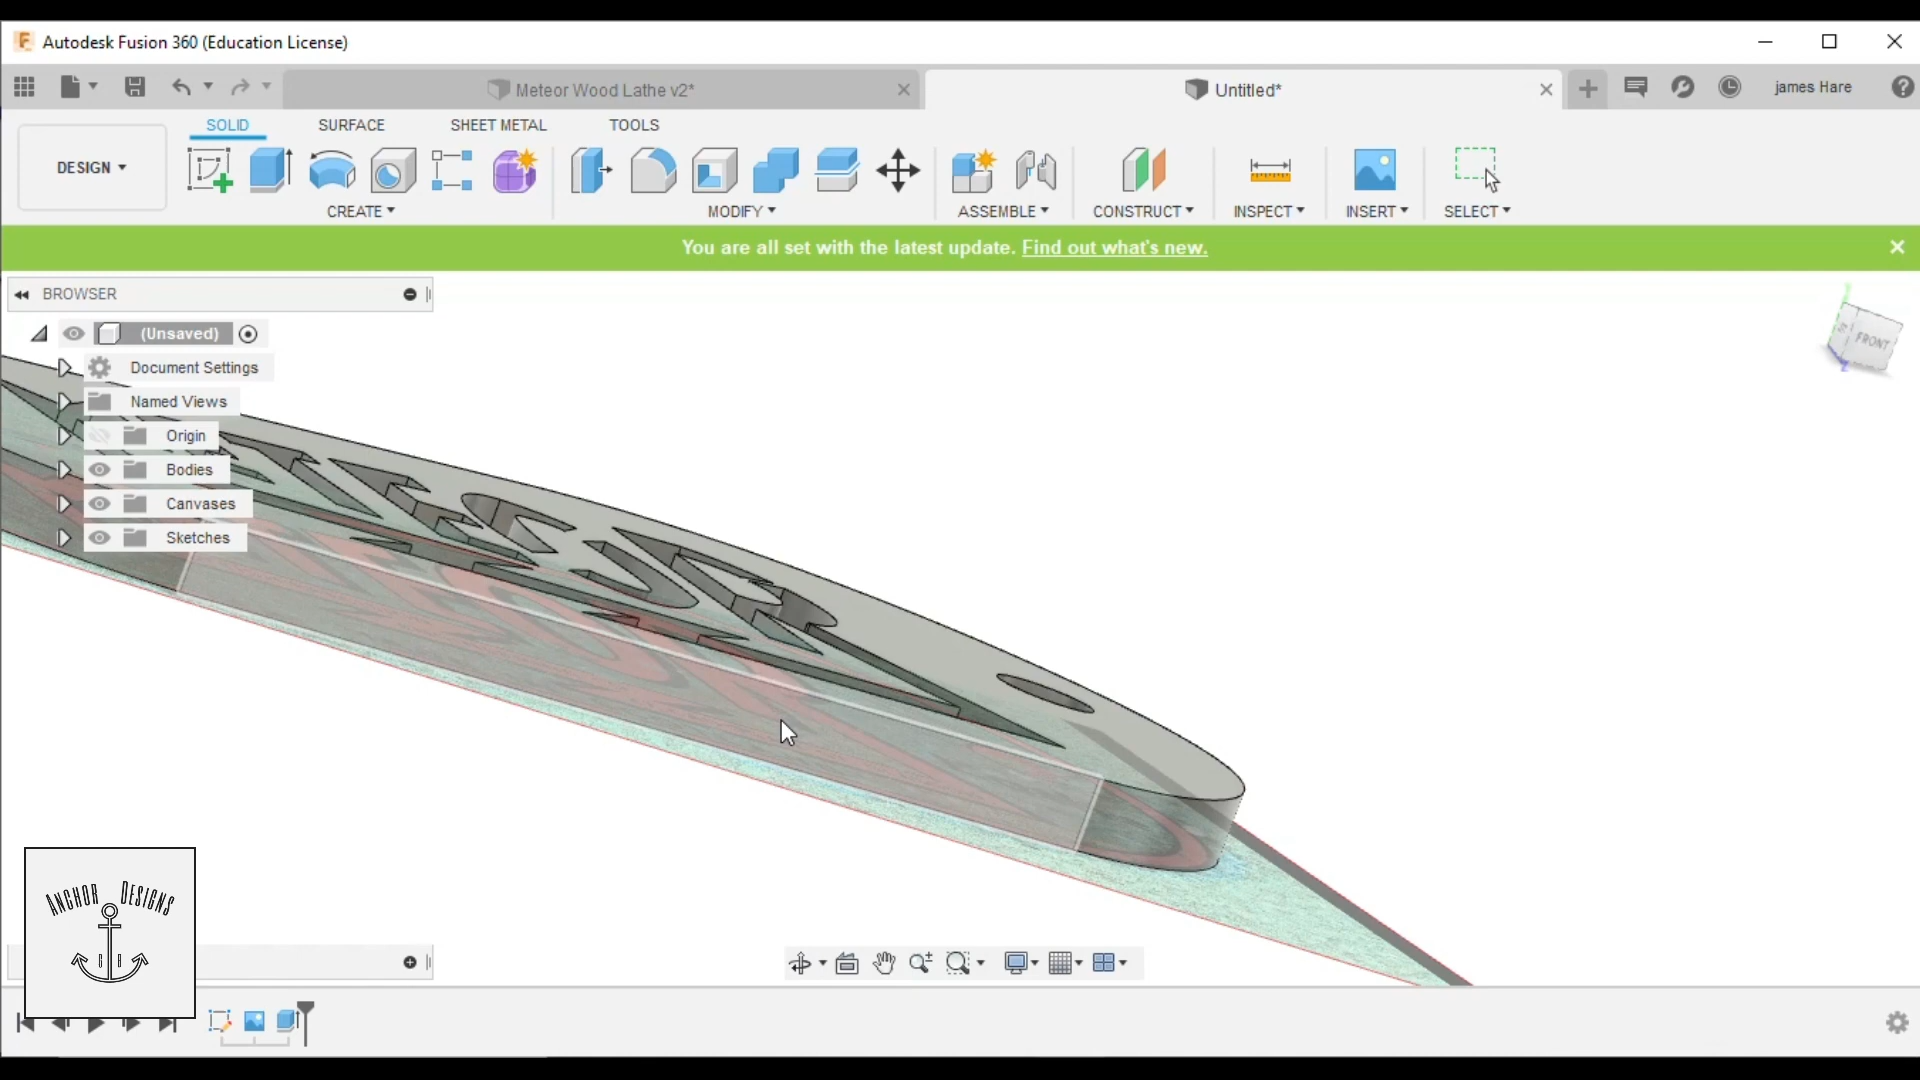 Autodesk Fusion 360 (Education License)
Meteor Wood Lathe v2*
Untitled*
james Hare
DESIGN
SOLID
SURFACE
SHEET METAL
TOOLS
CREATE
MODIFY
ASSEMBLE
CONSTRUCT
INSPECT
INSERT
SELECT
You are all set with the latest update. Find out what's new.
BROWSER
(Unsaved)
Document Settings
Named Views
Origin
Bodies
Canvases
Sketches
FRONT
ANCHOR DESIGNS